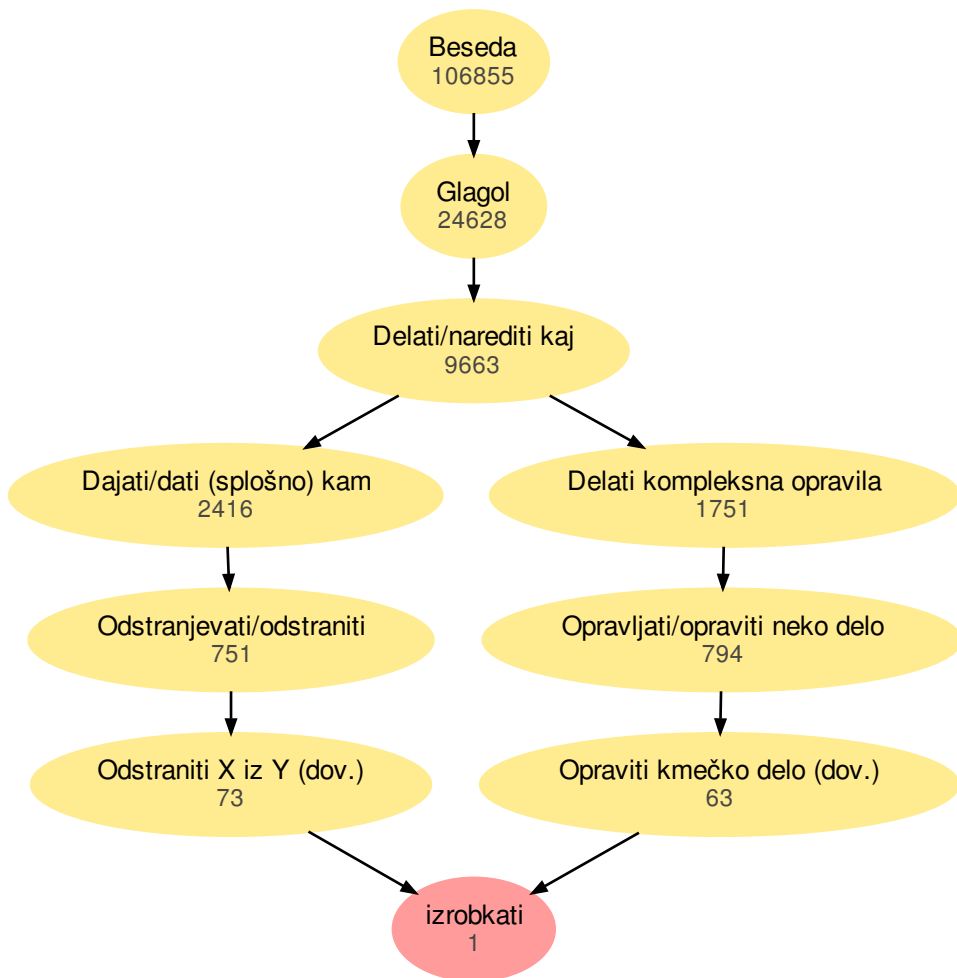 Beseda
106855
Glagol
24628
Delati/narediti kaj
9663
Dajati/dati (splošno) kam
2416
Delati kompleksna opravila
1751
Odstranjevati/odstraniti
751
Opravljati/opraviti neko delo
794
Odstraniti X iz Y (dov.)
73
Opraviti kmečko delo (dov.)
63
izrobkati
1